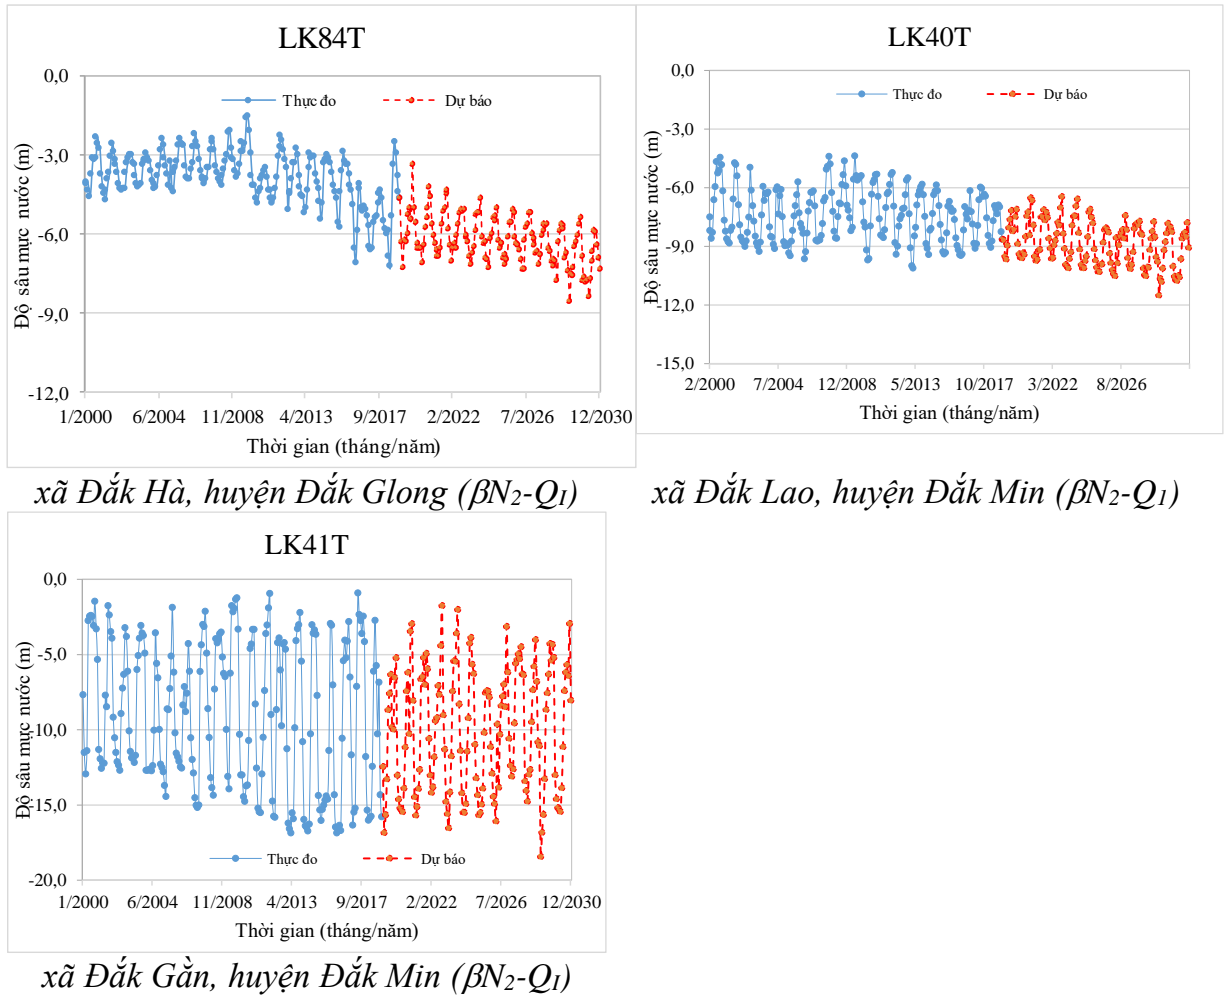 LK84T
0,0
-3,0
-6,0
-9,0
-12,0
Độ sâu mực nước (m)
Thực đo
Dự báo
1/2000 6/2004 11/2008 4/2013 9/2017 2/2022 7/2026 12/2030
Thời gian (tháng/năm)
xã Đắk Hà, huyện Đắk Glong (βN₂-Q_I)
LK40T
0,0
-3,0
-6,0
-9,0
-12,0
-15,0
Độ sâu mực nước (m)
Thực đo
Dự báo
2/2000 7/2004 12/2008 5/2013 10/2017 3/2022 8/2026
Thời gian (tháng/năm)
xã Đắk Lao, huyện Đắk Min (βN₂-Q₁)
LK41T
0,0
-5,0
-10,0
-15,0
-20,0
Độ sâu mực nước (m)
Thực đo
Dự báo
1/2000 6/2004 11/2008 4/2013 9/2017 2/2022 7/2026 12/2030
Thời gian (tháng/năm)
xã Đắk Gằn, huyện Đắk Min (βN₂-Q_I)